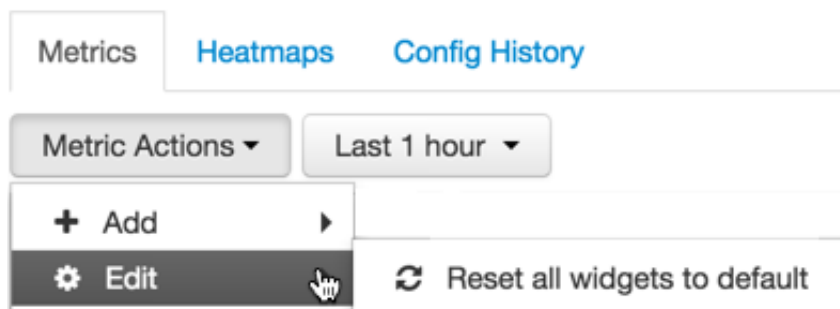 Metrics Heatmaps Config History
Metric Actions Last 1 hour
Add
Edit Reset all widgets to default